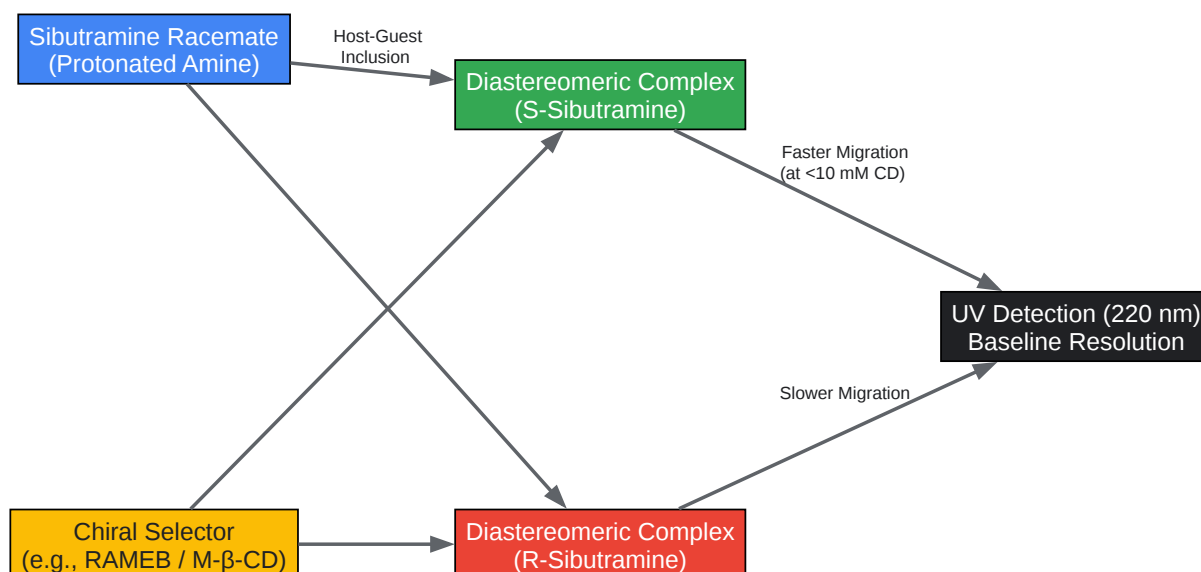 Sibutramine Racemate
(Protonated Amine)
Host-Guest
Inclusion
Diastereomeric Complex
(S-Sibutramine)
Faster Migration
(at <10 mM CD)
UV Detection (220 nm)
Baseline Resolution
Slower Migration
Chiral Selector
(e.g., RAMEB / M-β-CD)
Diastereomeric Complex
(R-Sibutramine)